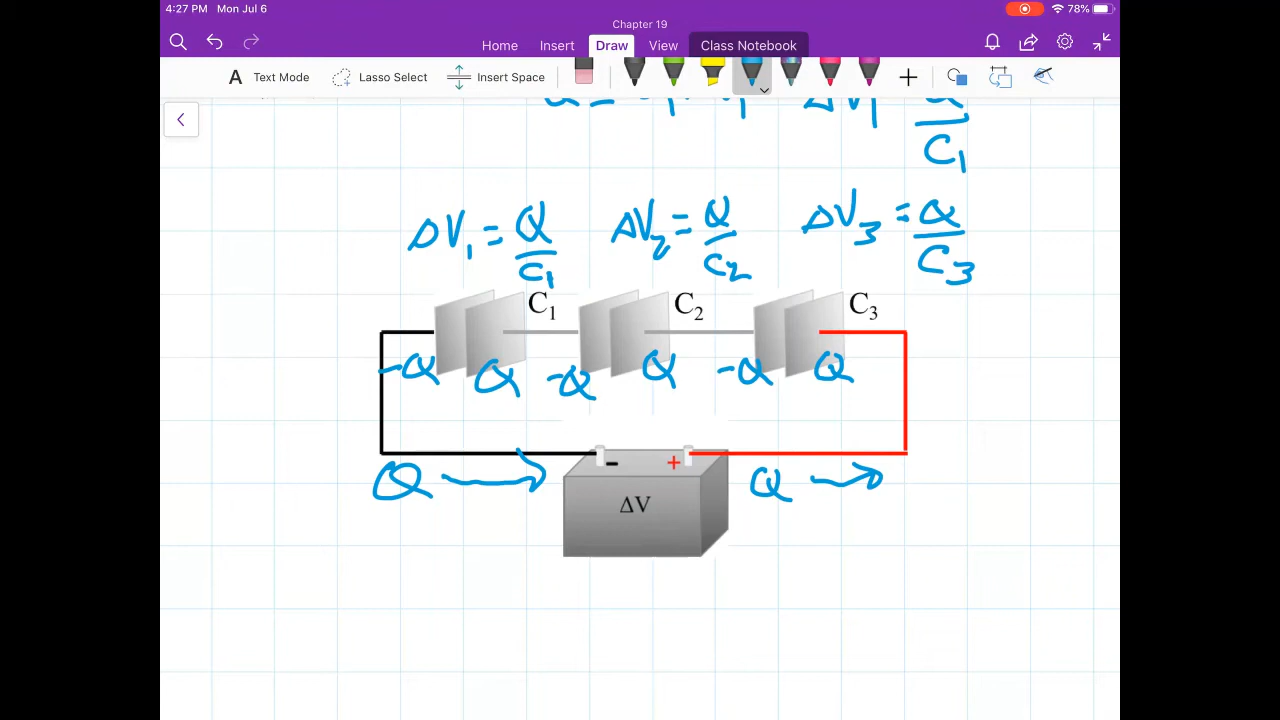 4:27 PM Mon Jul 6
78%
Chapter 19
Home Insert Draw View Class Notebook
A Text Mode Lasso Select Insert Space
C1
ΔV1 = Q/C1 ΔV2 = Q/C2 ΔV3 = Q/C3
C1 C2 C3
-Q Q -Q Q -Q Q
- +
Q → Q →
ΔV